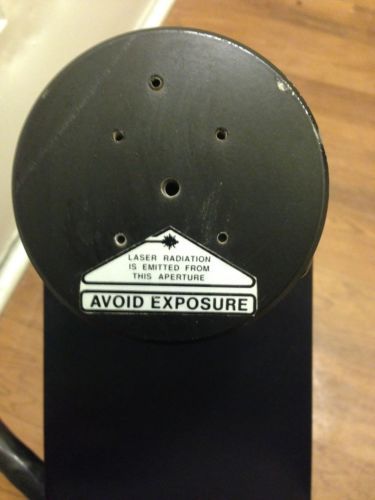 LASER RADIATION
IS EMITTED FROM
THIS APERTURE
AVOID EXPOSURE